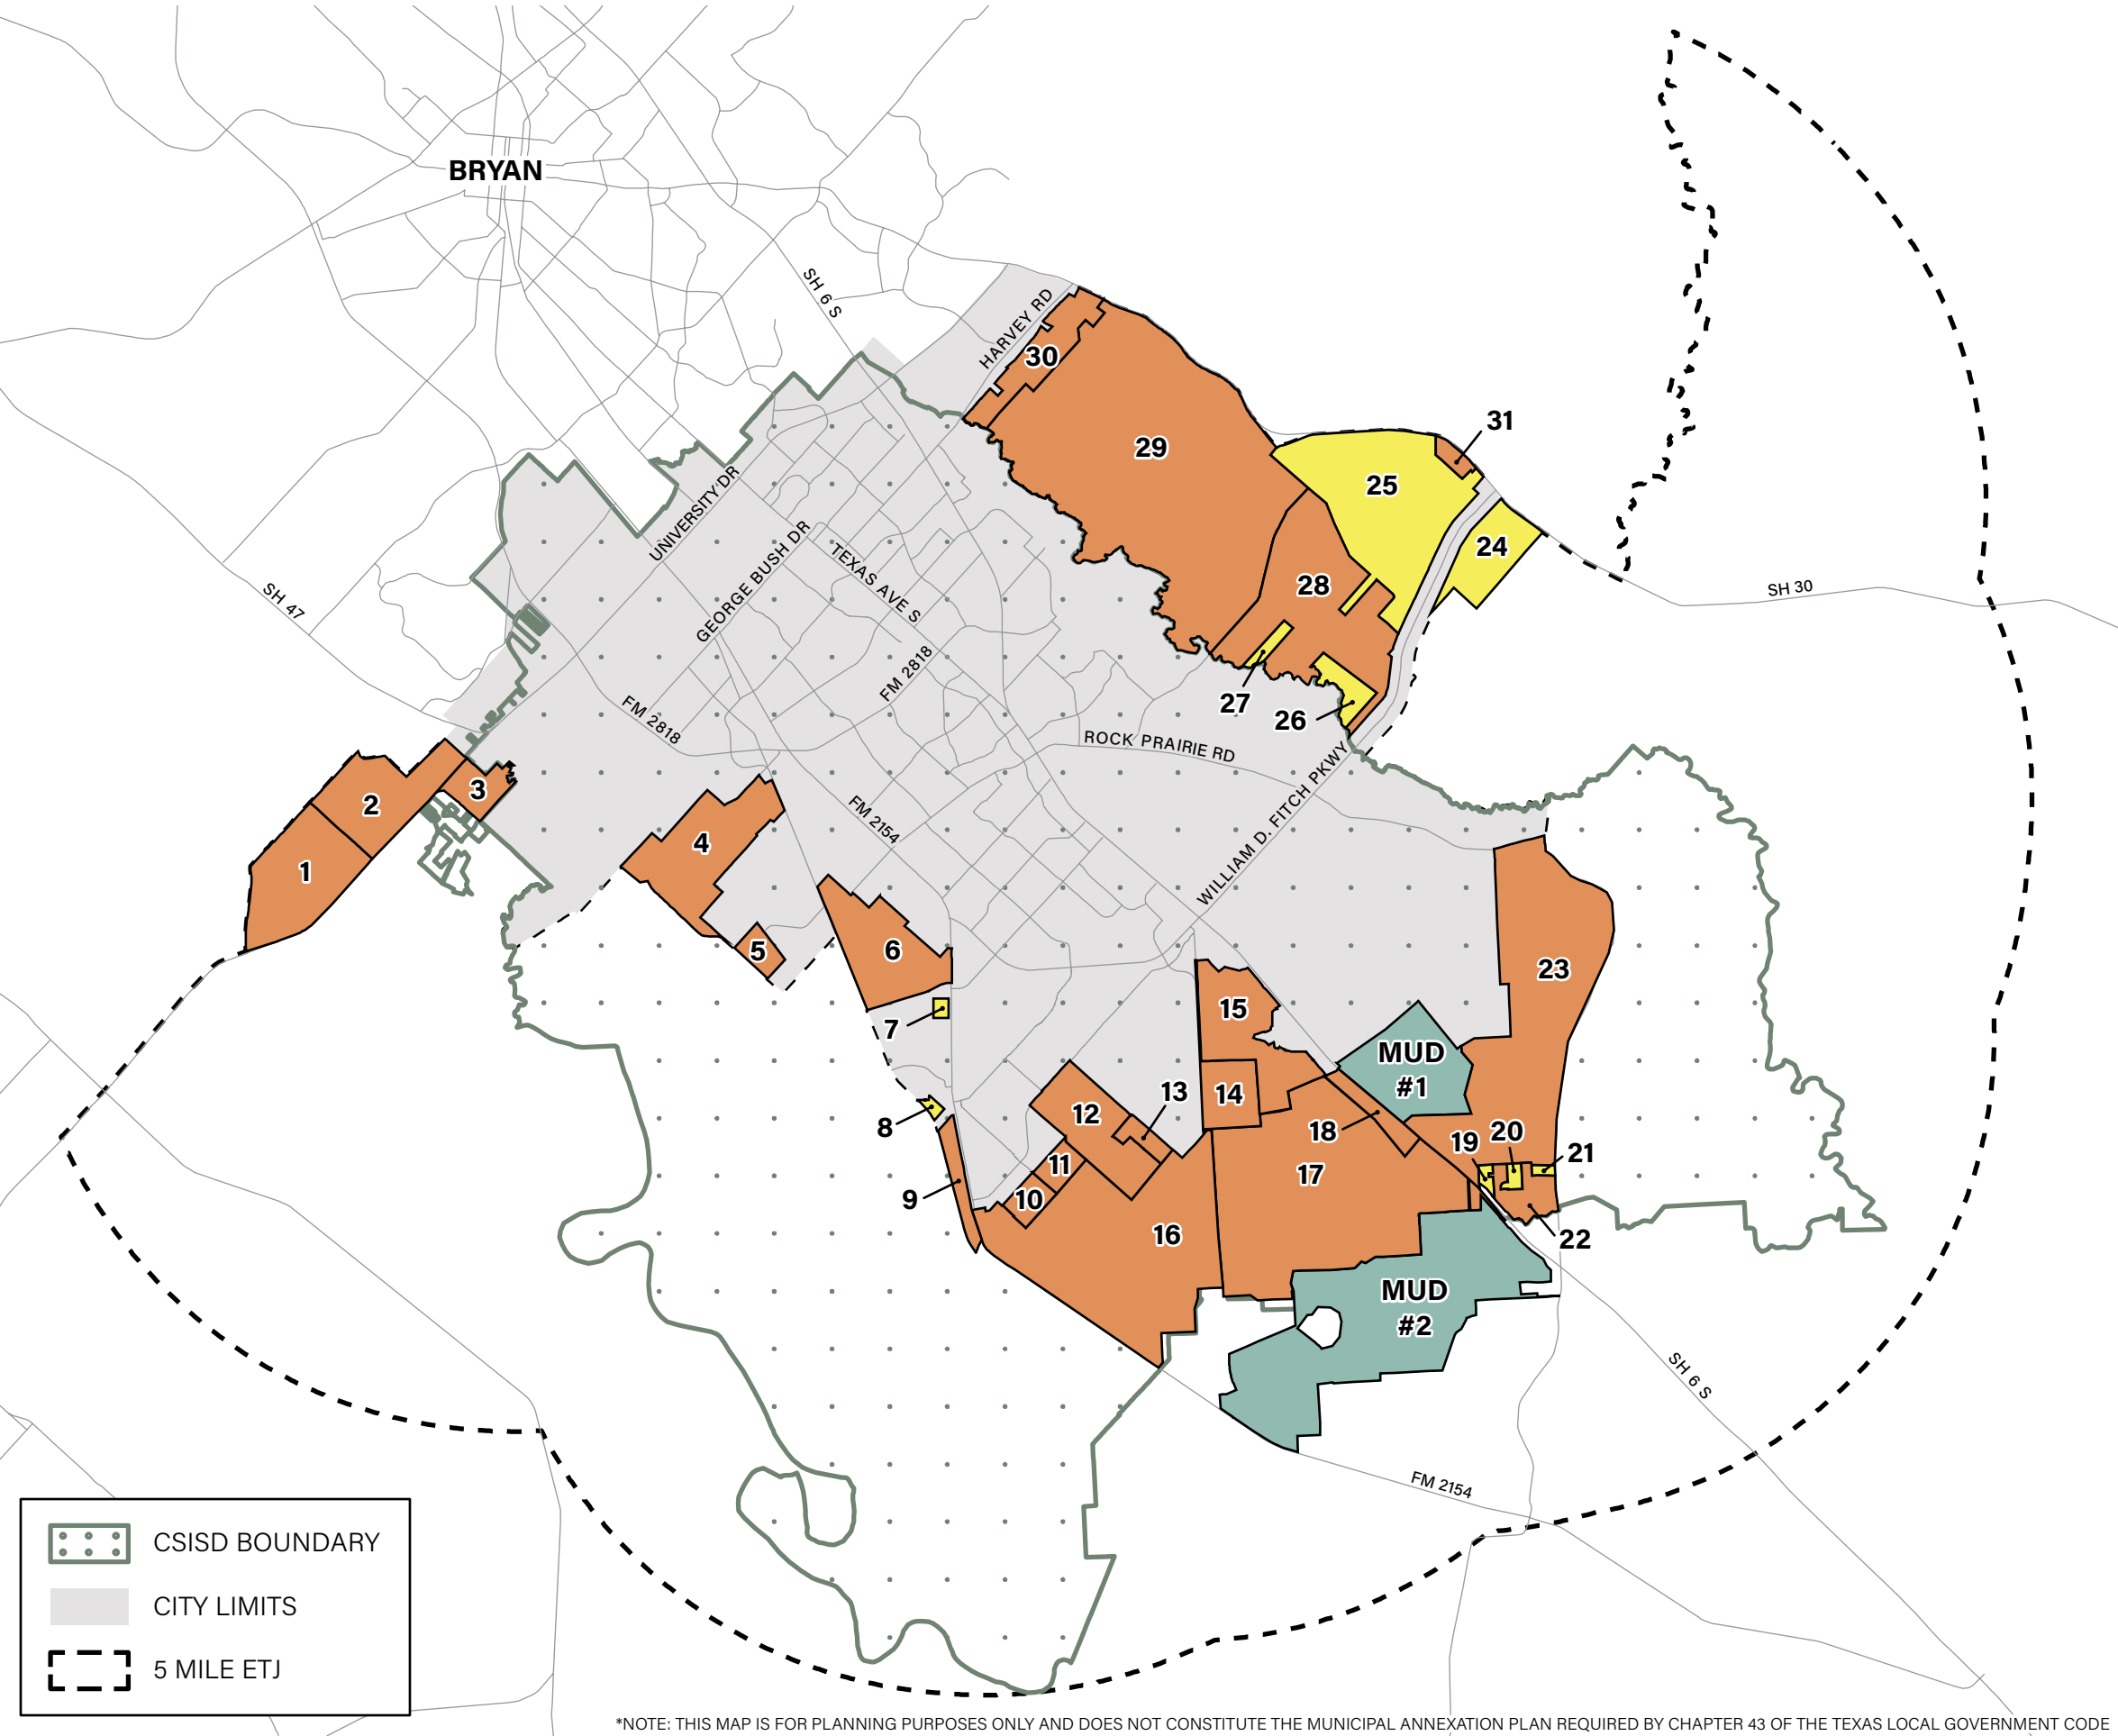 BRYAN
SH 6 S
HARVEY RD
30
29
31
25
24
UNIVERSITY DR
GEORGE BUSH DR
TEXAS AVE S
SH 47
28
SH 30
FM 2818
FM 2818
27
26
ROCK PRAIRIE RD
WILLIAM D. FITCH PKWY
3
2
1
4
FM 2154
5
6
7
23
15
MUD
#1
14
13
12
8
18
19
20
21
11
17
10
9
16
22
MUD
#2
SH 6 S
FM 2154
CSISD BOUNDARY
CITY LIMITS
5 MILE ETJ
*NOTE: THIS MAP IS FOR PLANNING PURPOSES ONLY AND DOES NOT CONSTITUTE THE MUNICIPAL ANNEXATION PLAN REQUIRED BY CHAPTER 43 OF THE TEXAS LOCAL GOVERNMENT CODE